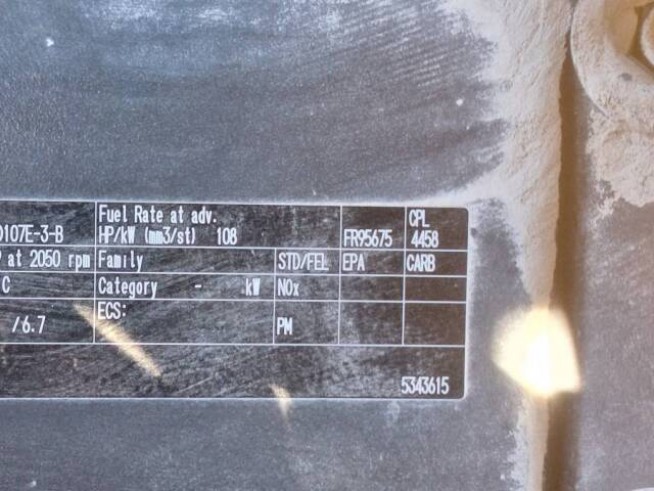 Fuel Rate at adv. CPL
D107E-3-B HP/kW (mm3/st) 108 FR95675 4458
at 2050 rpm Family STD/FEL EPA CARB
C Category - kW NOx
ECS:
/6.7 PM
5343615